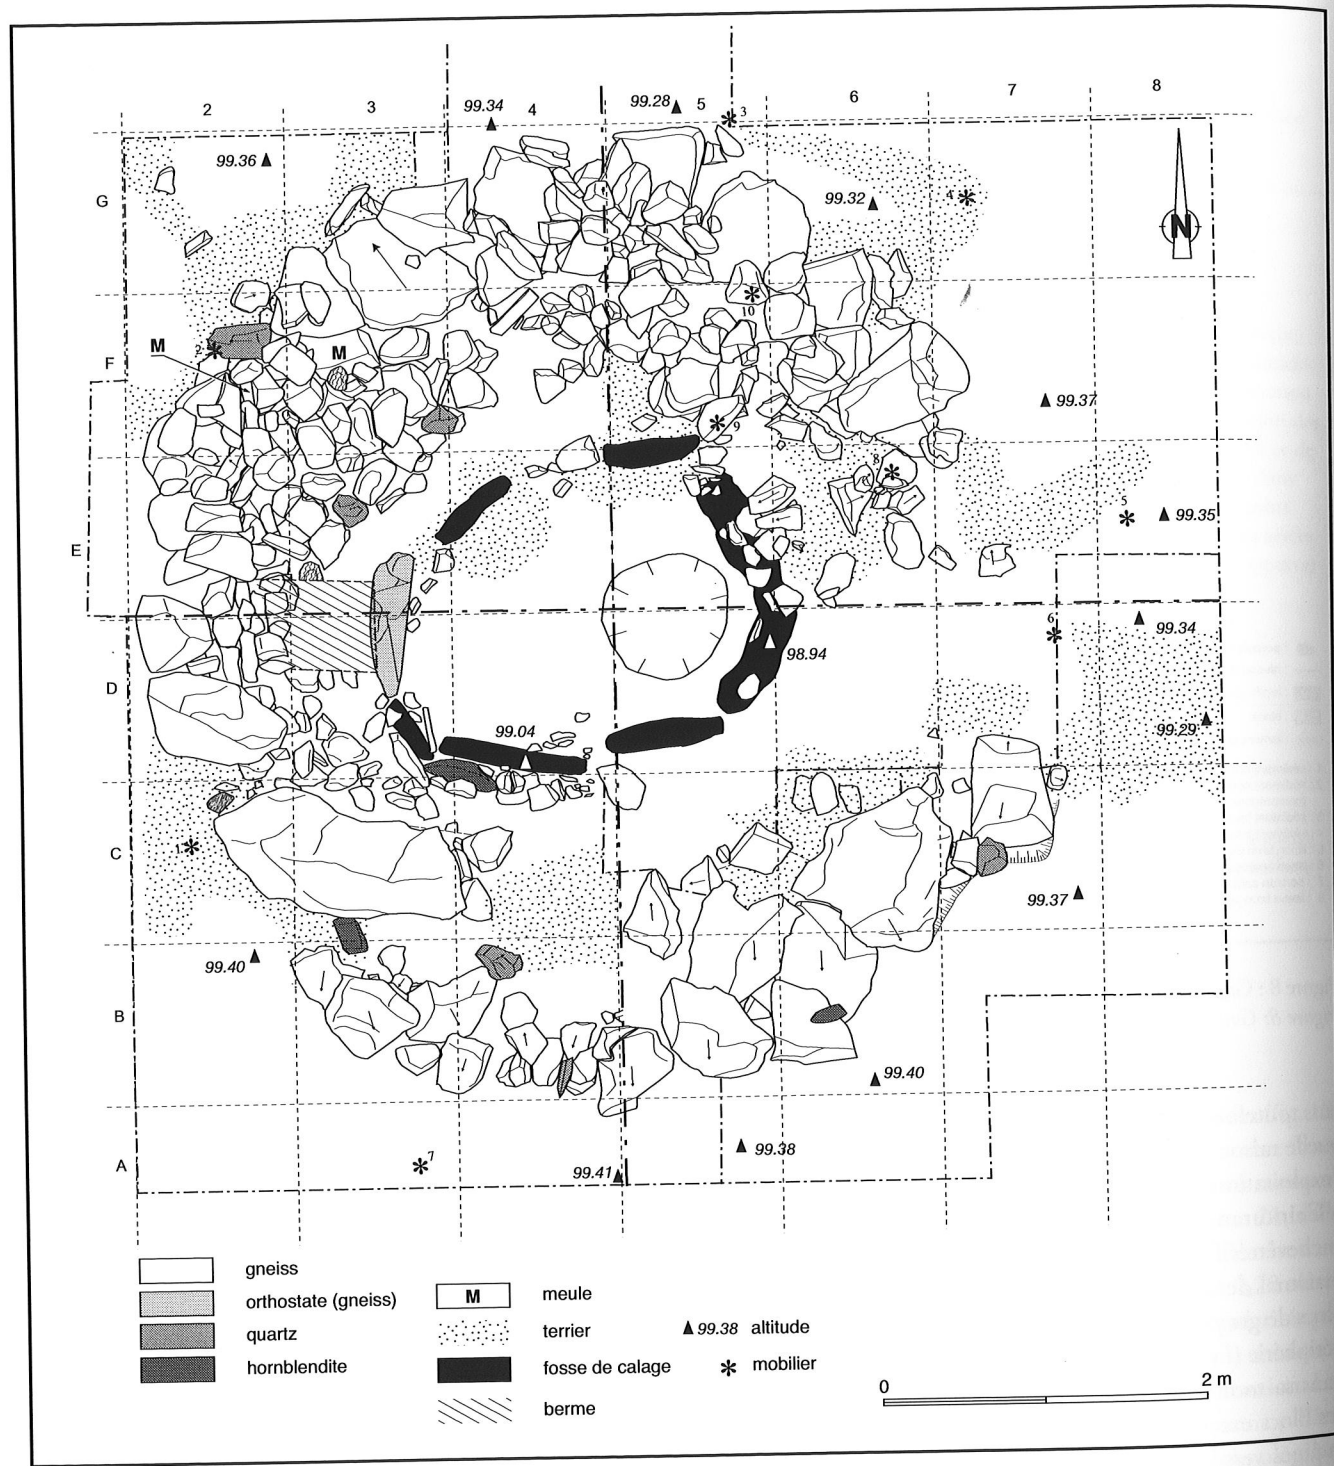 2 3 4 5 6 7 8
99.34 99.28 3
99.36
G 99.32 4
10
M M
2
F 99.37
9
8
5
99.35
E
6
99.34
98.94
D
99.04 99.29
1
C
99.37
99.40
B
99.40
7
99.38
A
99.41
N
gneiss
orthostate (gneiss)
quartz
hornblendite
M meule
terrier
fosse de calage
berme
99.38 altitude
mobilier
0 2 m